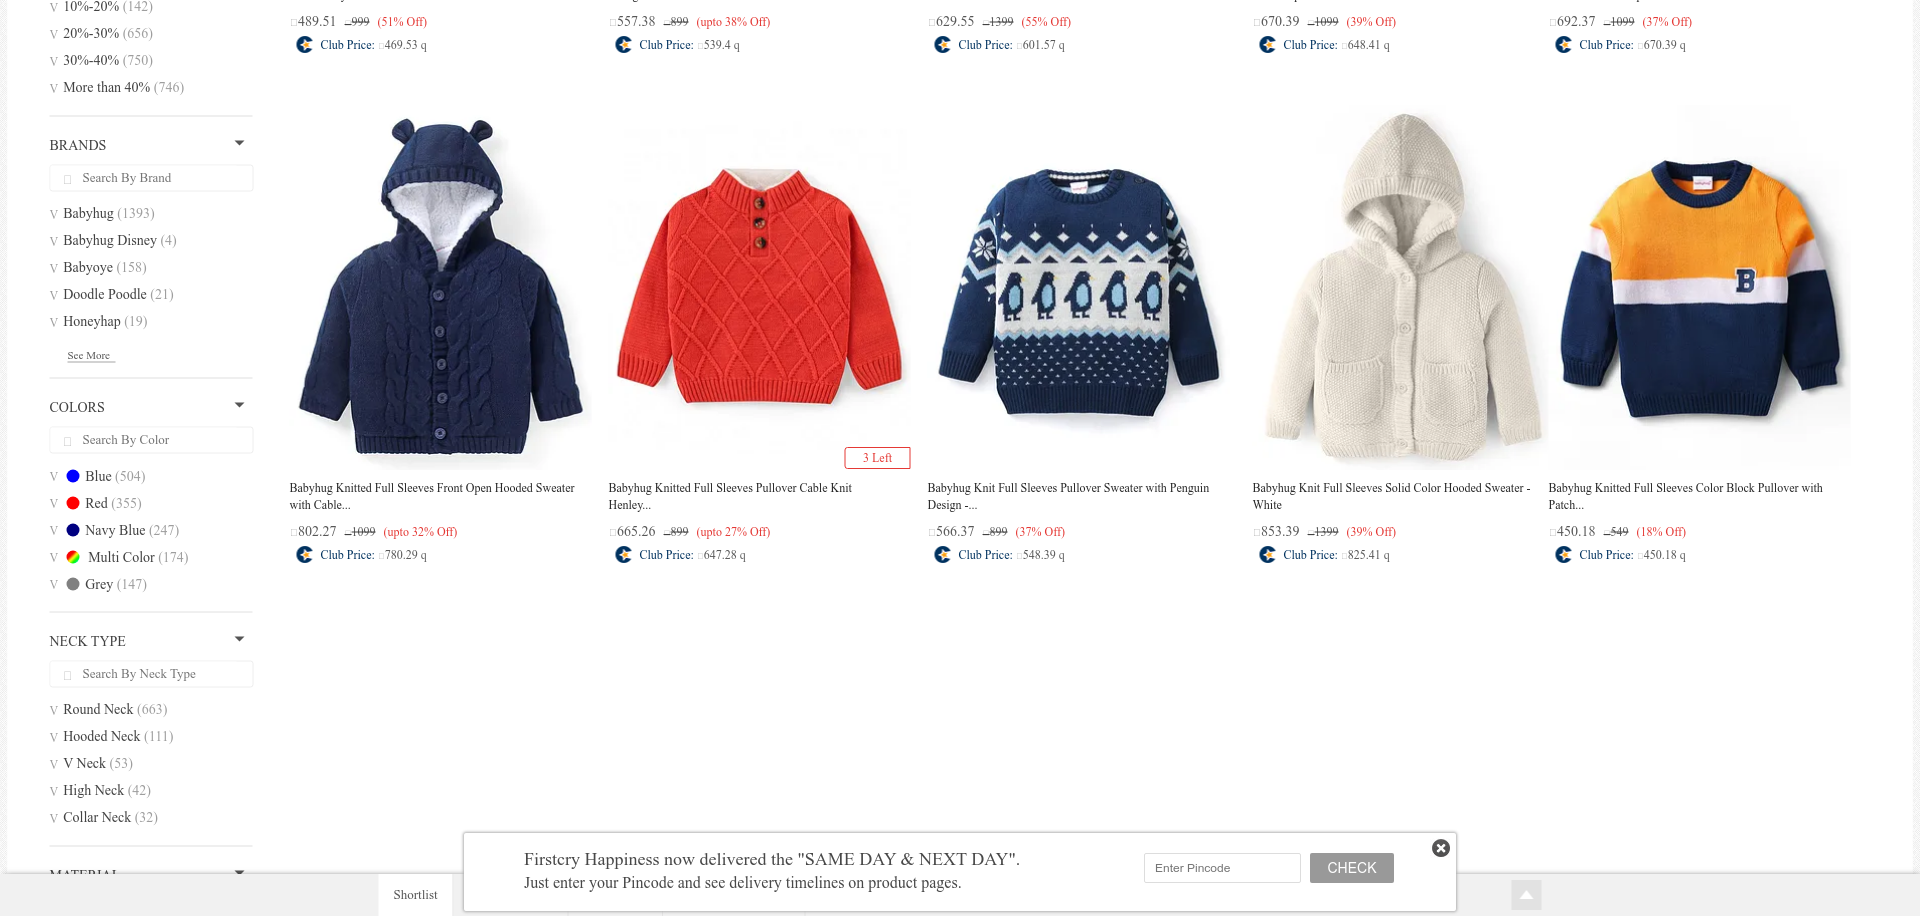 10%-20% (142)
20%-30% (656)
30%-40% (750)
More than 40% (746)
489.51 999 (51% Off)
Club Price: 469.53 q
557.38 899 (upto 38% Off)
Club Price: 539.4 q
629.55 1399 (55% Off)
Club Price: 601.57 q
670.39 1099 (39% Off)
Club Price: 648.41 q
692.37 1099 (37% Off)
Club Price: 670.39 q
BRANDS
Search By Brand
V Babyhug (1393)
V Babyhug Disney (4)
V Babyoye (158)
V Doodle Poodle (21)
V Honeyhap (19)
See More
COLORS
Search By Color
V Blue (504)
V Red (355)
V Navy Blue (247)
V Multi Color (174)
V Grey (147)
NECK TYPE
Search By Neck Type
V Round Neck (663)
V Hooded Neck (111)
V V Neck (53)
V High Neck (42)
V Collar Neck (32)
MATERIAL
B
3 Left
Babyhug Knitted Full Sleeves Front Open Hooded Sweater
with Cable...
802.27 1099 (upto 32% Off)
Club Price: 780.29 q
Babyhug Knitted Full Sleeves Pullover Cable Knit
Henley...
665.26 899 (upto 27% Off)
Club Price: 647.28 q
Babyhug Knit Full Sleeves Pullover Sweater with Penguin
Design -...
566.37 899 (37% Off)
Club Price: 548.39 q
Babyhug Knit Full Sleeves Solid Color Hooded Sweater -
White
853.39 1399 (39% Off)
Club Price: 825.41 q
Babyhug Knitted Full Sleeves Color Block Pullover with
Patch...
450.18 549 (18% Off)
Club Price: 450.18 q
Firstcry Happiness now delivered the "SAME DAY & NEXT DAY".
Just enter your Pincode and see delivery timelines on product pages.
Enter Pincode
CHECK
Shortlist